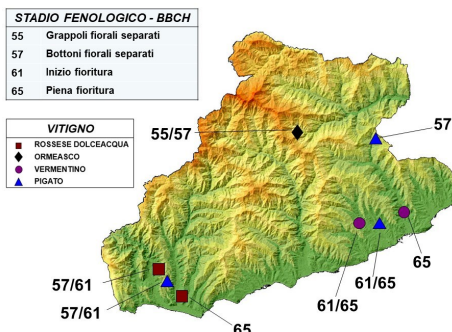 STADIO FENOLOGICO - BBCH
55 Grappoli fiorali separati
57 Bottoni fiorali separati
61 Inizio fioritura
65 Piena fioritura
VITIGNO
ROSSESE DOLCEACQUA
ORMEASCO
VERMENTINO
PIGATO
55/57
57
65
61/65
61/65
57/61
57/61
65